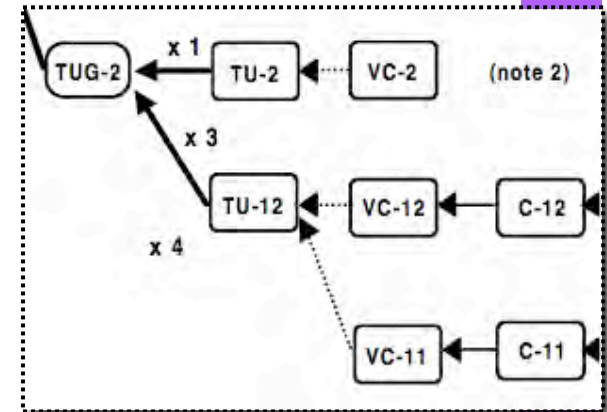 x 1
TUG-2 TU-2 VC-2 (note 2)
x 3
TU-12 VC-12 C-12
x 4
VC-11 C-11